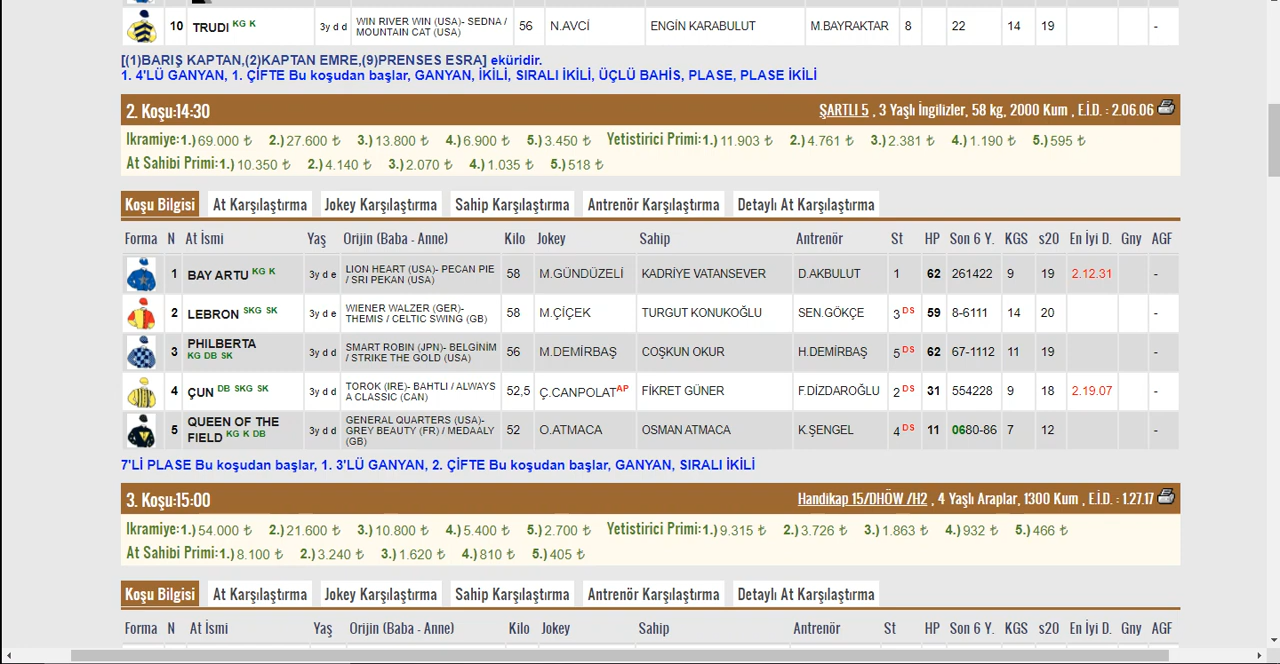 10 TRUDI KG K 3y d d WIN RIVER WIN (USA)- SEDNA / MOUNTAIN CAT (USA) 56 N.AVCİ ENGİN KARABULUT M.BAYRAKTAR 8 22 14 19 -
[(1)BARIŞ KAPTAN,(2)KAPTAN EMRE,(9)PRENSES ESRA] eküridir.
1. 4'LÜ GANYAN, 1. ÇİFTE Bu koşudan başlar, GANYAN, İKİLİ, SIRALI İKİLİ, ÜÇLÜ BAHİS, PLASE, PLASE İKİLİ
2. Koşu:14:30 ŞARTLI 5 , 3 Yaşlı İngilizler, 58 kg, 2000 Kum , E.İ.D. : 2.06.06
Ikramiye:1.)69.000 ₺ 2.)27.600 ₺ 3.)13.800 ₺ 4.)6.900 ₺ 5.)3.450 ₺ Yetistirici Primi:1.)11.903 ₺ 2.)4.761 ₺ 3.)2.381 ₺ 4.)1.190 ₺ 5.)595 ₺
At Sahibi Primi:1.)10.350 ₺ 2.)4.140 ₺ 3.)2.070 ₺ 4.)1.035 ₺ 5.)518 ₺
Koşu Bilgisi At Karşılaştırma Jokey Karşılaştırma Sahip Karşılaştırma Antrenör Karşılaştırma Detaylı At Karşılaştırma
Forma N At İsmi Yaş Orijin (Baba - Anne) Kilo Jokey Sahip Antrenör St HP Son 6 Y. KGS s20 En İyi D. Gny AGF
1 BAY ARTU KG K 3y d e LION HEART (USA)- PECAN PIE / SRI PEKAN (USA) 58 M.GÜNDÜZELİ KADRİYE VATANSEVER D.AKBULUT 1 62 261422 9 19 2.12.31 -
2 LEBRON SKG SK 3y d e WIENER WALZER (GER)- THEMIS / CELTIC SWING (GB) 58 M.ÇİÇEK TURGUT KONUKOĞLU SEN.GÖKÇE 3 DS 59 8-6111 14 20 -
3 PHILBERTA KG DB SK 3y d d SMART ROBIN (JPN)- BELGİNİM / STRIKE THE GOLD (USA) 56 M.DEMİRBAŞ COŞKUN OKUR H.DEMİRBAŞ 5 DS 62 67-1112 11 19 -
4 ÇUN DB SKG SK 3y d d TOROK (IRE)- BAHTLI / ALWAYS A CLASSIC (CAN) 52,5 Ç.CANPOLAT AP FİKRET GÜNER F.DİZDAROĞLU 2 DS 31 554228 9 18 2.19.07 -
5 QUEEN OF THE FIELD KG K DB 3y d d GENERAL QUARTERS (USA)- GREY BEAUTY (FR) / MEDAALY (GB) 52 O.ATMACA OSMAN ATMACA K.ŞENGEL 4 DS 11 0680-86 7 12 -
7'Lİ PLASE Bu koşudan başlar, 1. 3'LÜ GANYAN, 2. ÇİFTE Bu koşudan başlar, GANYAN, SIRALI İKİLİ
3. Koşu:15:00 Handikap 15/DHÖW /H2 , 4 Yaşlı Araplar, 1300 Kum , E.İ.D. : 1.27.17
Ikramiye:1.)54.000 ₺ 2.)21.600 ₺ 3.)10.800 ₺ 4.)5.400 ₺ 5.)2.700 ₺ Yetistirici Primi:1.)9.315 ₺ 2.)3.726 ₺ 3.)1.863 ₺ 4.)932 ₺ 5.)466 ₺
At Sahibi Primi:1.)8.100 ₺ 2.)3.240 ₺ 3.)1.620 ₺ 4.)810 ₺ 5.)405 ₺
Koşu Bilgisi At Karşılaştırma Jokey Karşılaştırma Sahip Karşılaştırma Antrenör Karşılaştırma Detaylı At Karşılaştırma
Forma N At İsmi Yaş Orijin (Baba - Anne) Kilo Jokey Sahip Antrenör St HP Son 6 Y. KGS s20 En İyi D. Gny AGF